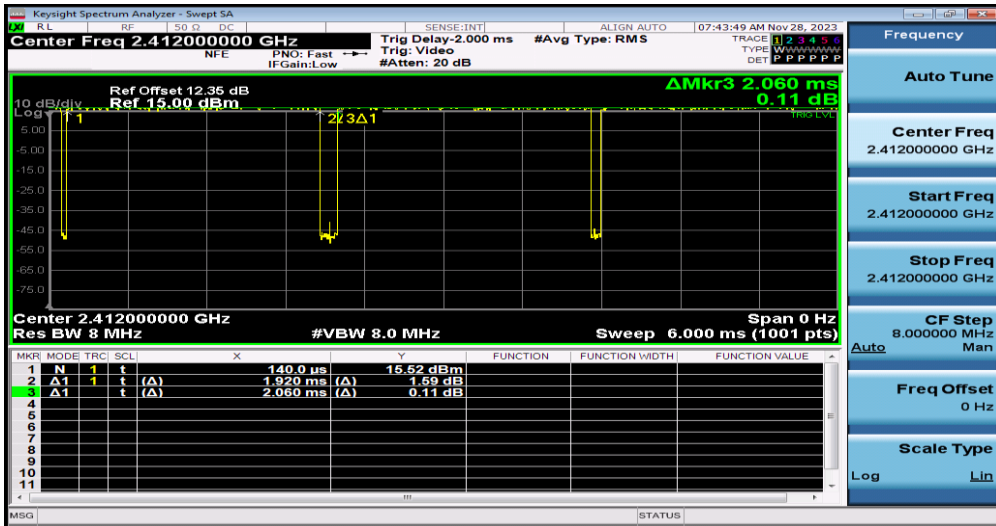 Keysight Spectrum Analyzer - Swept SA
LXI RL RF 50 Ω DC SENSE:INT ALIGN AUTO 07:43:49 AM Nov 28, 2023
Center Freq 2.412000000 GHz
NFE PNO: Fast IFGain:Low
Trig Delay-2.000 ms #Avg Type: RMS
Trig: Video
#Atten: 20 dB
TRACE 1 2 3 4 5 6
TYPE WWWWWW
DET P P P P P P
Ref Offset 12.35 dB
10 dB/div Ref 15.00 dBm
Log
ΔMkr3 2.060 ms
0.11 dB
TRIG LVL
1 2 3Δ1
5.00
-5.00
-15.0
-25.0
-35.0
-45.0
-55.0
-65.0
-75.0
Center 2.412000000 GHz Span 0 Hz
Res BW 8 MHz #VBW 8.0 MHz Sweep 6.000 ms (1001 pts)
MKR MODE TRC SCL X Y FUNCTION FUNCTION WIDTH FUNCTION VALUE
1 N 1 t 140.0 µs 15.52 dBm
2 Δ1 1 t (Δ) 1.920 ms (Δ) 1.59 dB
3 Δ1 t (Δ) 2.060 ms (Δ) 0.11 dB
4
5
6
7
8
9
10
11
MSG STATUS
Frequency
Auto Tune
Center Freq
2.412000000 GHz
Start Freq
2.412000000 GHz
Stop Freq
2.412000000 GHz
CF Step
8.000000 MHz
Auto Man
Freq Offset
0 Hz
Scale Type
Log Lin